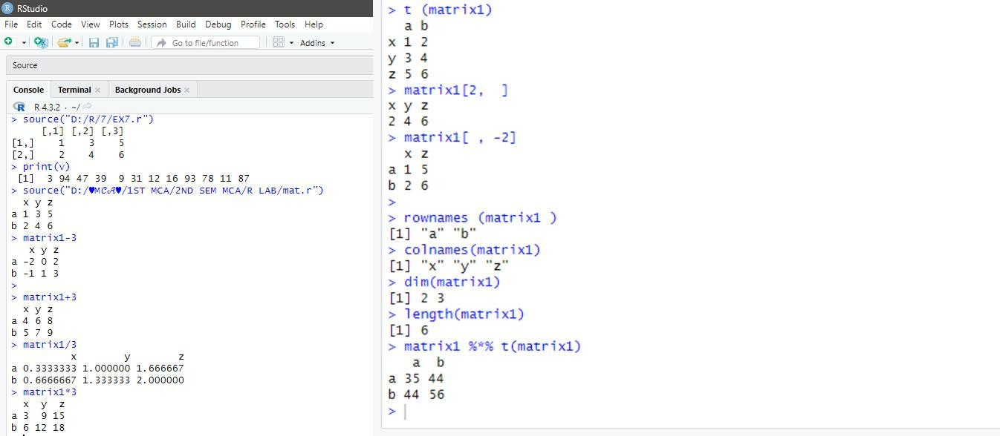 RStudio
File Edit Code View Plots Session Build Debug Profile Tools Help
Go to file/function Addins
Source
Console Terminal Background Jobs
R 4.3.2 · ~/
> source("D:/R/7/EX7.r")
     [,1] [,2] [,3]
[1,]    1    3    5
[2,]    2    4    6
> print(v)
 [1]  3 94 47 39  9 31 12 16 93 78 11 87
> source("D:/♥MCA♥/1ST MCA/2ND SEM MCA/R LAB/mat.r")
  x y z
a 1 3 5
b 2 4 6
> matrix1-3
   x y z
a -2 0 2
b -1 1 3
>
> matrix1+3
  x y z
a 4 6 8
b 5 7 9
> matrix1/3
          x        y        z
a 0.3333333 1.000000 1.666667
b 0.6666667 1.333333 2.000000
> matrix1*3
  x  y  z
a 3  9 15
b 6 12 18
> t (matrix1)
  a b
x 1 2
y 3 4
z 5 6
> matrix1[2,  ]
x y z
2 4 6
> matrix1[ , -2]
  x z
a 1 5
b 2 6
>
> rownames (matrix1 )
[1] "a" "b"
> colnames(matrix1)
[1] "x" "y" "z"
> dim(matrix1)
[1] 2 3
> length(matrix1)
[1] 6
> matrix1 %*% t(matrix1)
   a  b
a 35 44
b 44 56
>